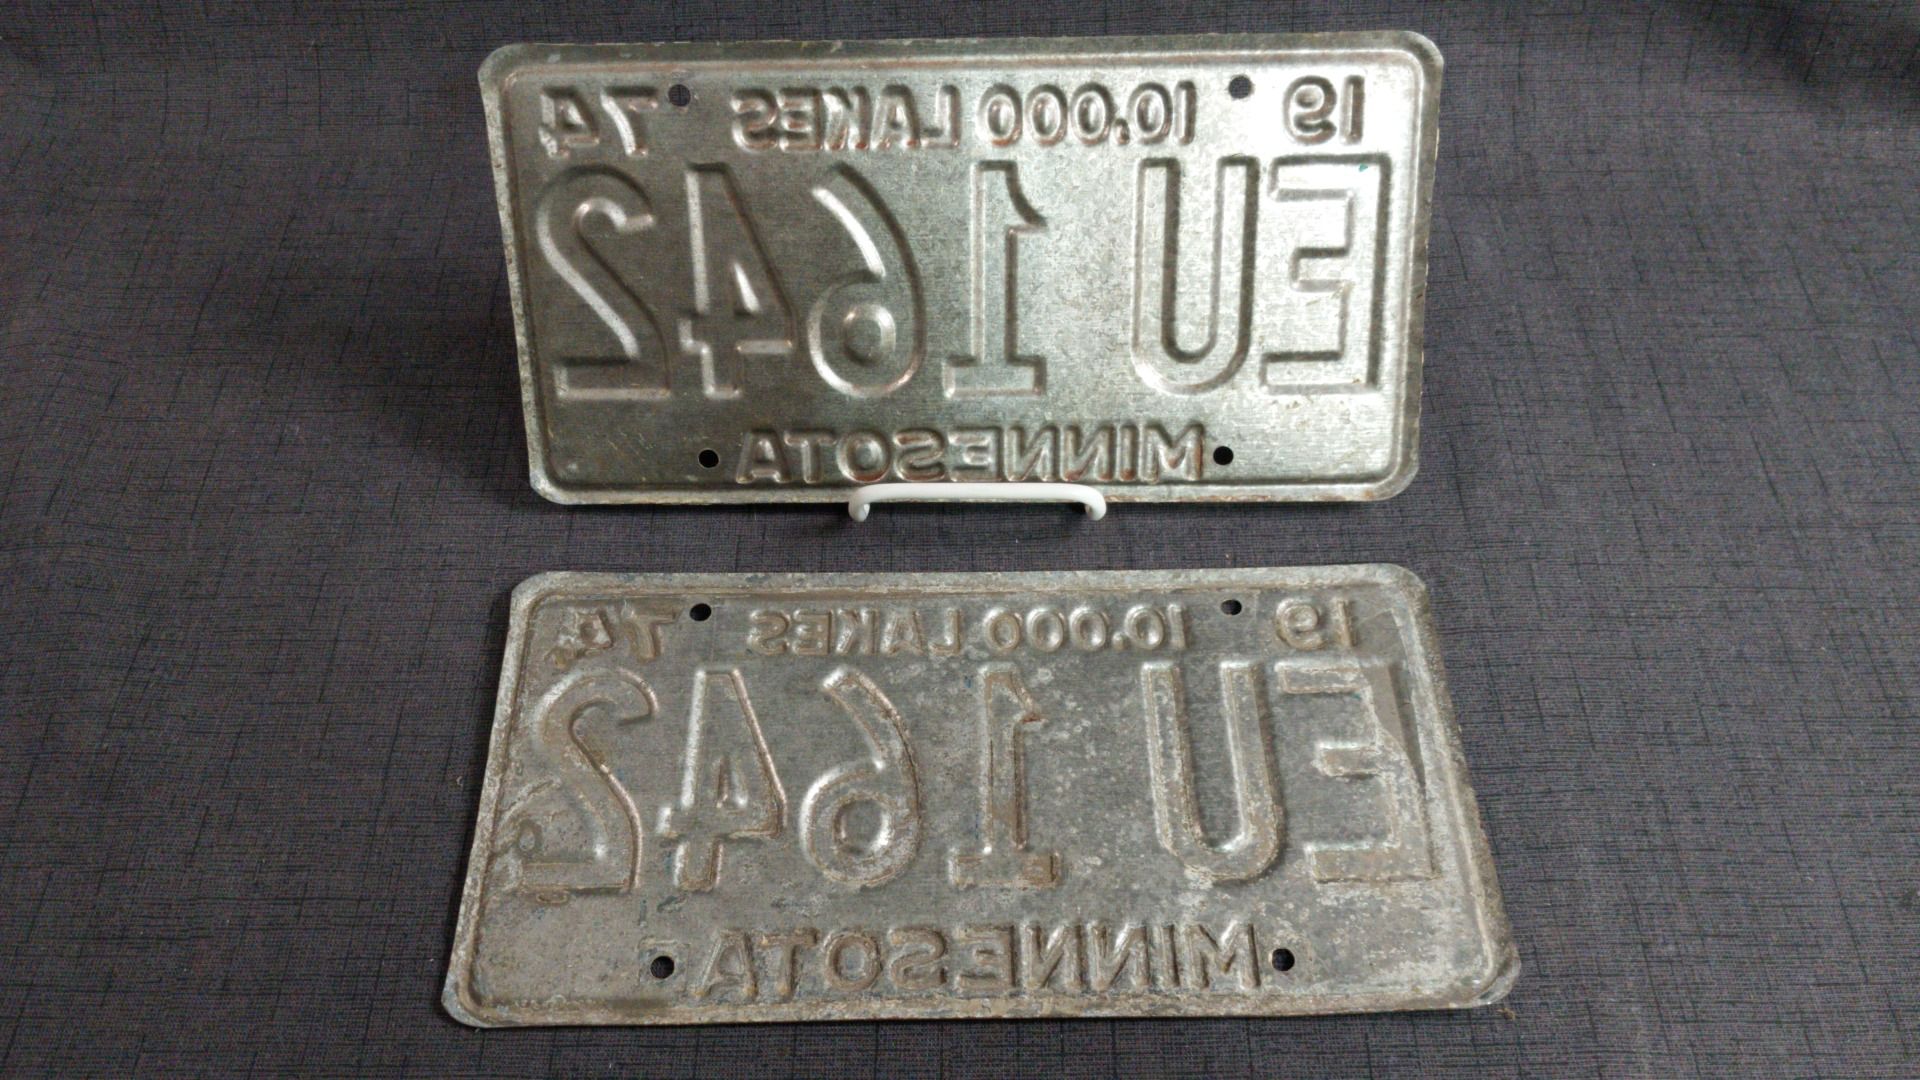 19 10,000 LAKES 74
EU 1642
MINNESOTA
19 10,000 LAKES 74
EU 1642
MINNESOTA